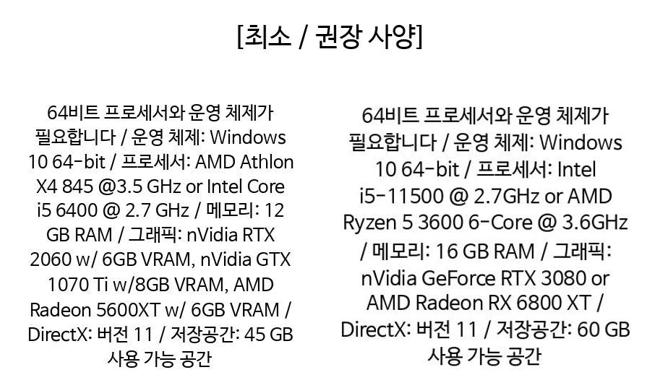 [최소 / 권장 사양]
64비트 프로세서와 운영 체제가
필요합니다 / 운영 체제: Windows
10 64-bit / 프로세서: AMD Athlon
X4 845 @3.5 GHz or Intel Core
i5 6400 @ 2.7 GHz / 메모리: 12
GB RAM / 그래픽: nVidia RTX
2060 w/ 6GB VRAM, nVidia GTX
1070 Ti w/8GB VRAM, AMD
Radeon 5600XT w/ 6GB VRAM /
DirectX: 버전 11 / 저장공간: 45 GB
사용 가능 공간
64비트 프로세서와 운영 체제가
필요합니다 / 운영 체제: Windows
10 64-bit / 프로세서: Intel
i5-11500 @ 2.7GHz or AMD
Ryzen 5 3600 6-Core @ 3.6GHz
/ 메모리: 16 GB RAM / 그래픽:
nVidia GeForce RTX 3080 or
AMD Radeon RX 6800 XT /
DirectX: 버전 11 / 저장공간: 60 GB
사용 가능 공간